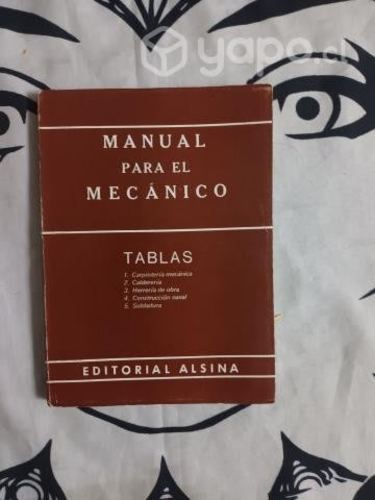 yapo.cl
MANUAL
PARA EL
MECÁNICO
TABLAS
1. Carpintería mecánica
2. Calderería
3. Herrería de obra
4. Construcción naval
5. Soldadura
EDITORIAL ALSINA